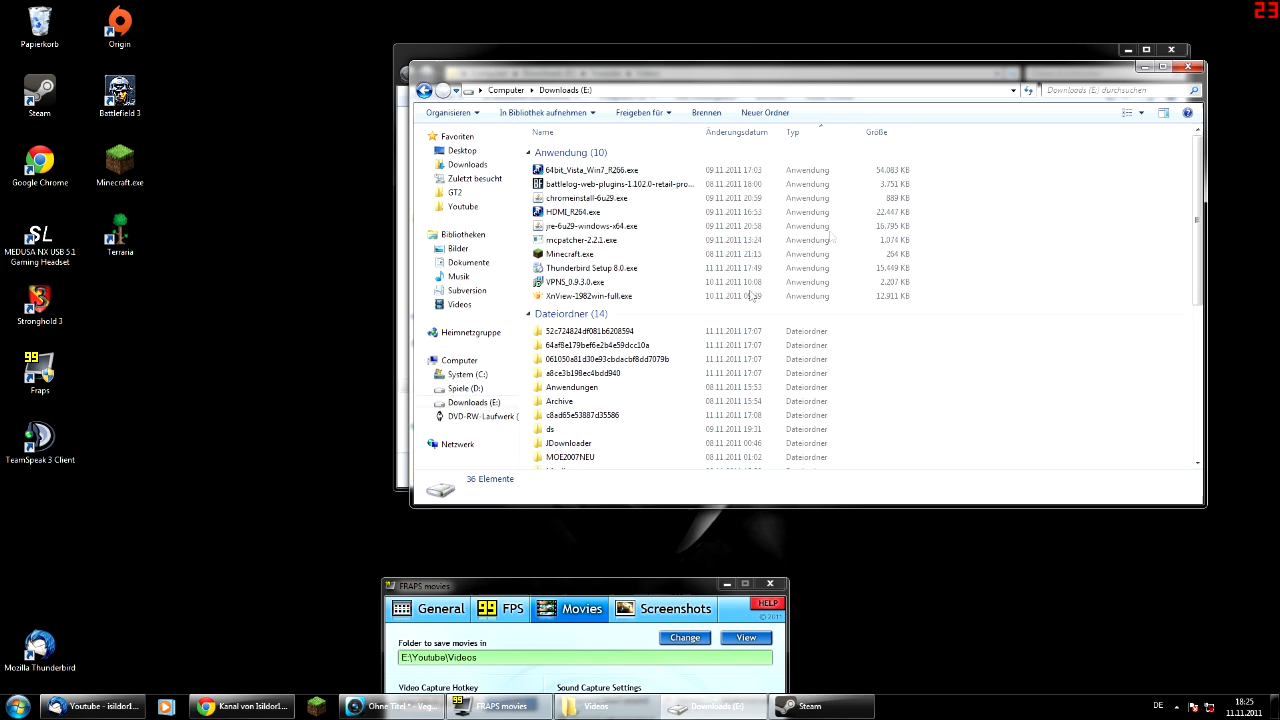 23
Papierkorb
Origin
Steam
Battlefield 3
Google Chrome
Minecraft.exe
MEDUSA NX USB 5.1
Gaming Headset
Terraria
Stronghold 3
99
Fraps
TeamSpeak 3 Client
Mozilla Thunderbird
Computer Downloads (E:)
Downloads (E:) durchsuchen
Organisieren In Bibliothek aufnehmen Freigeben für Brennen Neuer Ordner
Favoriten
Desktop
Downloads
Zuletzt besucht
GT2
Youtube
Bibliotheken
Bilder
Dokumente
Musik
Subversion
Videos
Heimnetzgruppe
Computer
System (C:)
Spiele (D:)
Downloads (E:)
DVD-RW-Laufwerk (
Netzwerk
Name Änderungsdatum Typ Größe
Anwendung (10)
64bit_Vista_Win7_R266.exe 09.11.2011 17:03 Anwendung 54.083 KB
battlelog-web-plugins-1.102.0-retail-pro... 08.11.2011 18:00 Anwendung 3.751 KB
chromeinstall-6u29.exe 09.11.2011 20:59 Anwendung 889 KB
HDMI_R264.exe 09.11.2011 16:53 Anwendung 22.447 KB
jre-6u29-windows-x64.exe 09.11.2011 20:58 Anwendung 16.795 KB
mcpatcher-2.2.1.exe 09.11.2011 13:24 Anwendung 1.074 KB
Minecraft.exe 08.11.2011 21:15 Anwendung 264 KB
Thunderbird Setup 8.0.exe 11.11.2011 17:49 Anwendung 15.449 KB
VPNS_0.9.3.0.exe 10.11.2011 10:08 Anwendung 2.207 KB
XnView-1982win-full.exe 10.11.2011 Anwendung 12.911 KB
Dateiordner (14)
52c724824df081b6208594 11.11.2011 17:07 Dateiordner
64af8e179bef6e2b4e59dcc10a 11.11.2011 17:07 Dateiordner
061050a81d30e93cbdacbf8dd7079b 11.11.2011 17:07 Dateiordner
a8ce3b198ec4bdd940 11.11.2011 17:07 Dateiordner
Anwendungen 08.11.2011 15:53 Dateiordner
Archive 08.11.2011 15:54 Dateiordner
c8ad65e53887d35586 11.11.2011 17:08 Dateiordner
ds 09.11.2011 19:31 Dateiordner
JDownloader 08.11.2011 00:46 Dateiordner
MOE2007NEU 08.11.2011 01:02 Dateiordner
36 Elemente
FRAPS movies
General 99 FPS Movies Screenshots
HELP
© 2011
Folder to save movies in
Change View
E:\Youtube\Videos
Video Capture Hotkey Sound Capture Settings
Youtube - isildor1... Kanal von Isildor1... Ohne Titel * - Veg... FRAPS movies Videos Downloads (E:) Steam
DE
18:25
11.11.2011